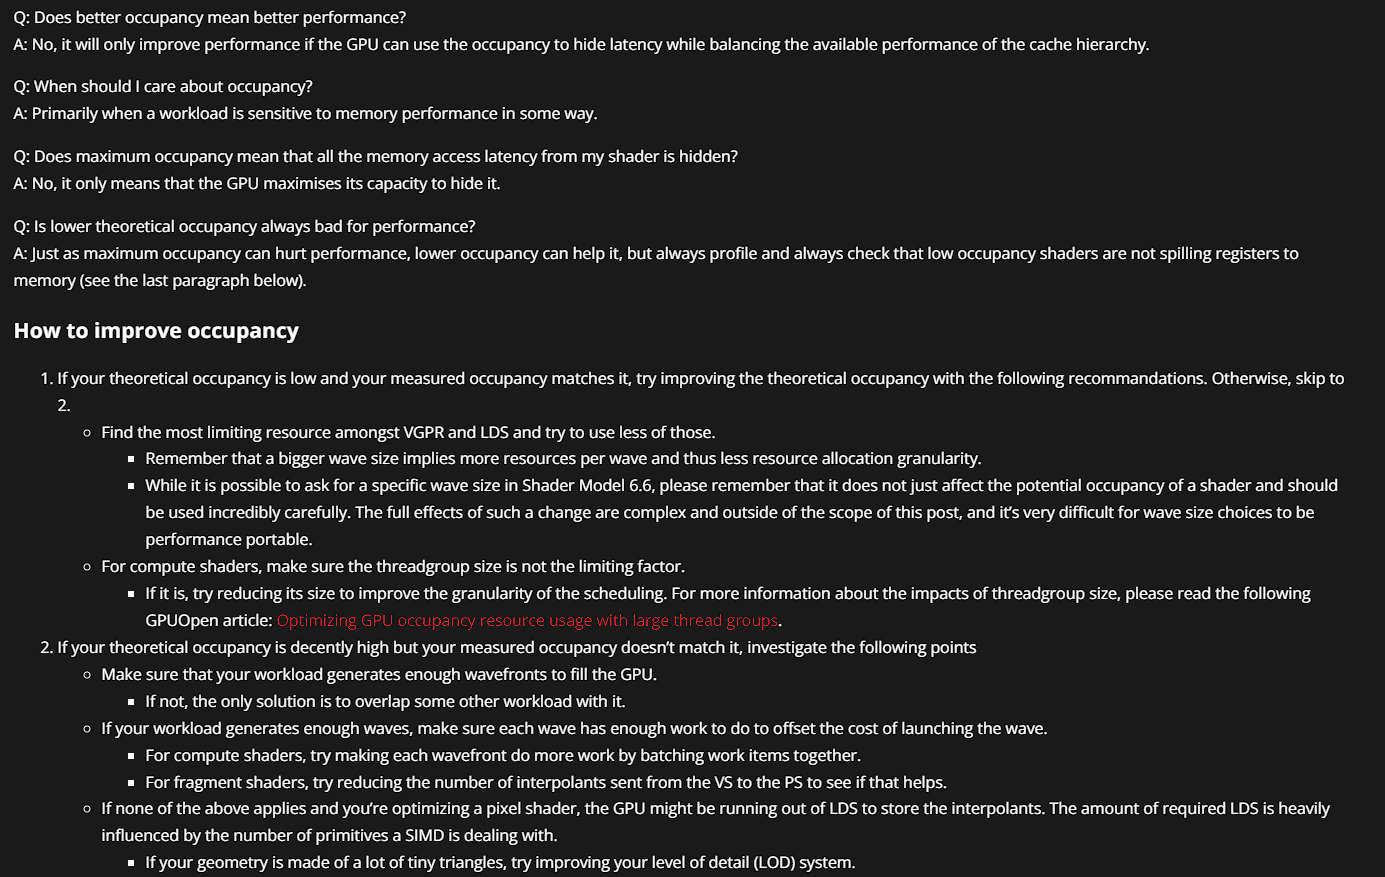 Q: Does better occupancy mean better performance?
A: No, it will only improve performance if the GPU can use the occupancy to hide latency while balancing the available performance of the cache hierarchy.
Q: When should I care about occupancy?
A: Primarily when a workload is sensitive to memory performance in some way.
Q: Does maximum occupancy mean that all the memory access latency from my shader is hidden?
A: No, it only means that the GPU maximises its capacity to hide it.
Q: Is lower theoretical occupancy always bad for performance?
A: Just as maximum occupancy can hurt performance, lower occupancy can help it, but always profile and always check that low occupancy shaders are not spilling registers to
memory (see the last paragraph below).
How to improve occupancy
1. If your theoretical occupancy is low and your measured occupancy matches it, try improving the theoretical occupancy with the following recommandations. Otherwise, skip to
2.
◦ Find the most limiting resource amongst VGPR and LDS and try to use less of those.
▪ Remember that a bigger wave size implies more resources per wave and thus less resource allocation granularity.
▪ While it is possible to ask for a specific wave size in Shader Model 6.6, please remember that it does not just affect the potential occupancy of a shader and should
be used incredibly carefully. The full effects of such a change are complex and outside of the scope of this post, and it's very difficult for wave size choices to be
performance portable.
◦ For compute shaders, make sure the threadgroup size is not the limiting factor.
▪ If it is, try reducing its size to improve the granularity of the scheduling. For more information about the impacts of threadgroup size, please read the following
GPUOpen article: Optimizing GPU occupancy resource usage with large thread groups.
2. If your theoretical occupancy is decently high but your measured occupancy doesn't match it, investigate the following points
◦ Make sure that your workload generates enough wavefronts to fill the GPU.
▪ If not, the only solution is to overlap some other workload with it.
◦ If your workload generates enough waves, make sure each wave has enough work to do to offset the cost of launching the wave.
▪ For compute shaders, try making each wavefront do more work by batching work items together.
▪ For fragment shaders, try reducing the number of interpolants sent from the VS to the PS to see if that helps.
◦ If none of the above applies and you're optimizing a pixel shader, the GPU might be running out of LDS to store the interpolants. The amount of required LDS is heavily
influenced by the number of primitives a SIMD is dealing with.
▪ If your geometry is made of a lot of tiny triangles, try improving your level of detail (LOD) system.